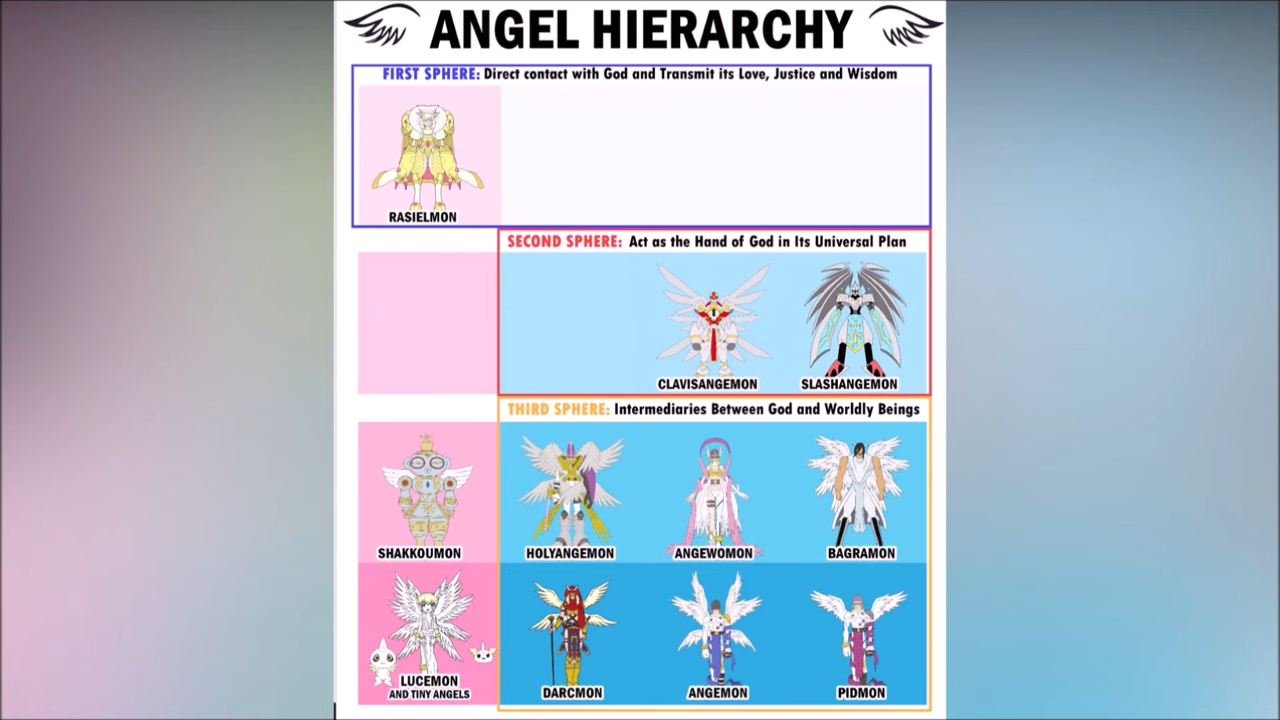 ANGEL HIERARCHY
FIRST SPHERE: Direct contact with God and Transmit its Love, Justice and Wisdom
RASIELMON
SECOND SPHERE: Act as the Hand of God in Its Universal Plan
CLAVISANGEMON
SLASHANGEMON
THIRD SPHERE: Intermediaries Between God and Worldly Beings
SHAKKOUMON
HOLYANGEMON
ANGEWOMON
BAGRAMON
LUCEMON
AND TINY ANGELS
DARCMON
ANGEMON
PIDMON